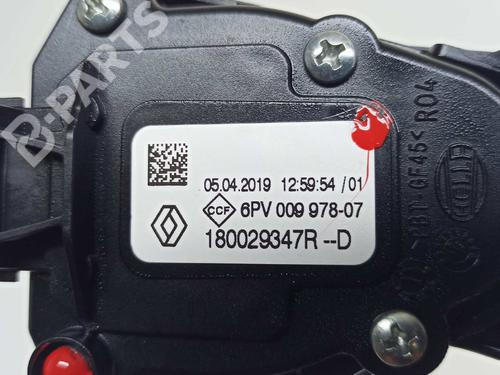 B-PARTS
05.04.2019 12:59:54 /01
CCF 6PV 009 978-07
180029347R --D
>PBT-GF45< R04
HELLA